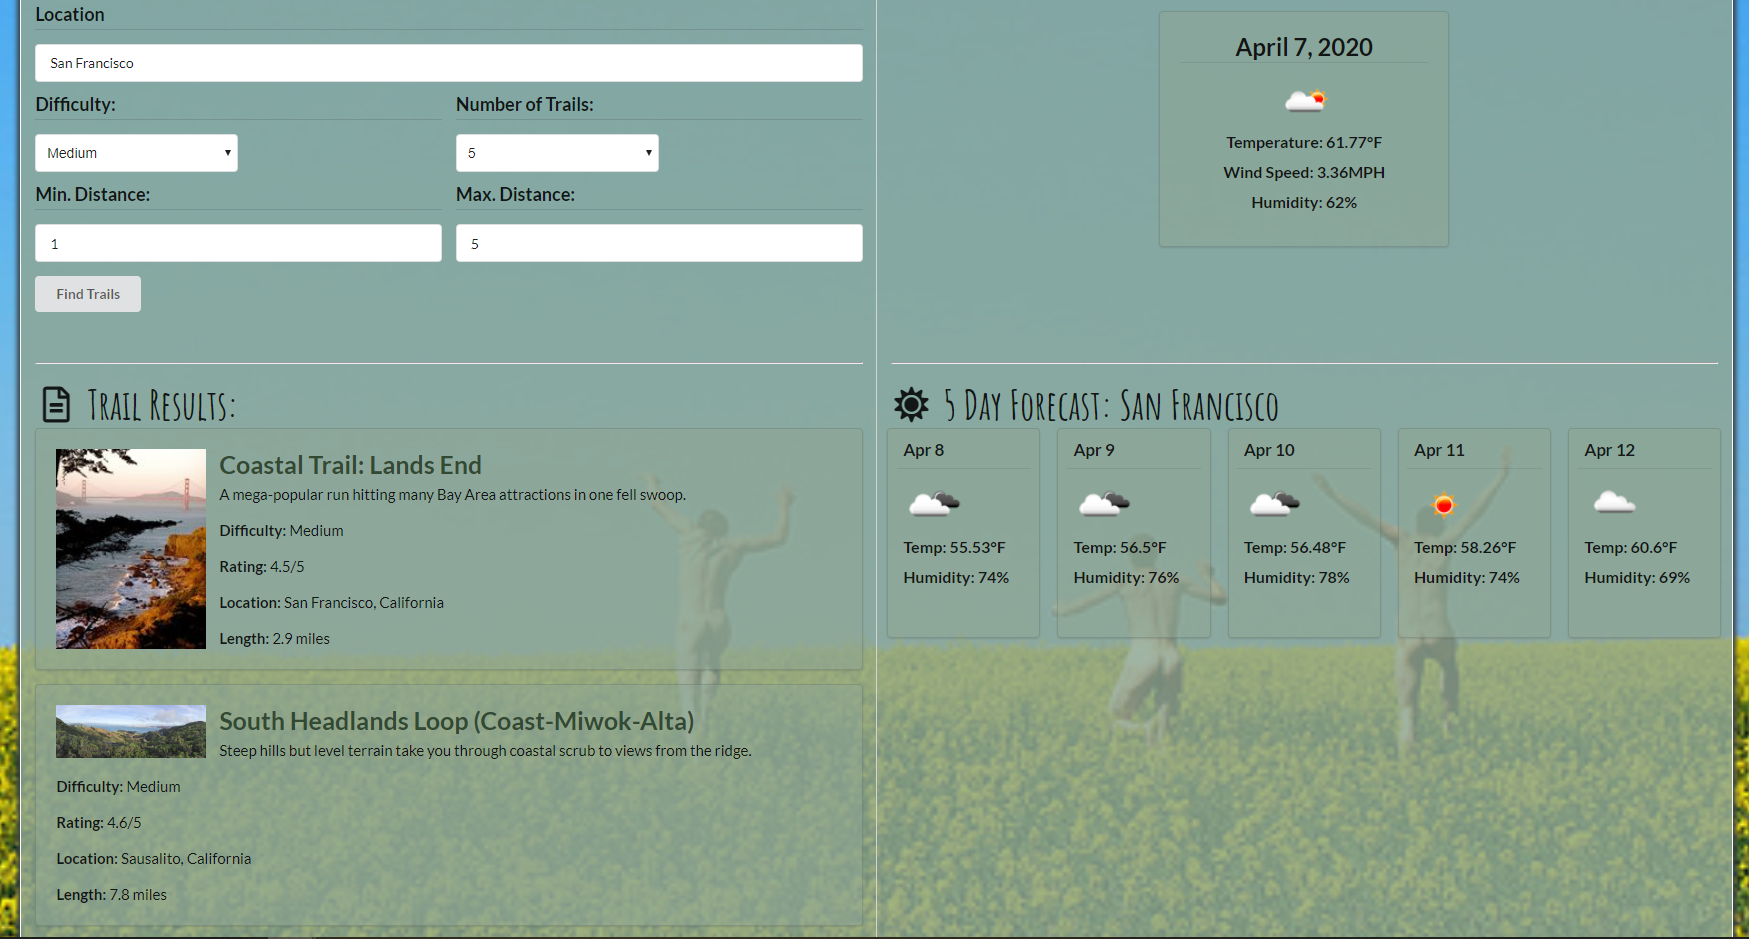 Location
San Francisco
Difficulty:
Number of Trails:
Medium
5
Min. Distance:
Max. Distance:
1
5
Find Trails
April 7, 2020
Temperature: 61.77°F
Wind Speed: 3.36MPH
Humidity: 62%
Trail Results:
Coastal Trail: Lands End
A mega-popular run hitting many Bay Area attractions in one fell swoop.
Difficulty: Medium
Rating: 4.5/5
Location: San Francisco, California
Length: 2.9 miles
South Headlands Loop (Coast-Miwok-Alta)
Steep hills but level terrain take you through coastal scrub to views from the ridge.
Difficulty: Medium
Rating: 4.6/5
Location: Sausalito, California
Length: 7.8 miles
5 Day Forecast: San Francisco
Apr 8
Temp: 55.53°F
Humidity: 74%
Apr 9
Temp: 56.5°F
Humidity: 76%
Apr 10
Temp: 56.48°F
Humidity: 78%
Apr 11
Temp: 58.26°F
Humidity: 74%
Apr 12
Temp: 60.6°F
Humidity: 69%